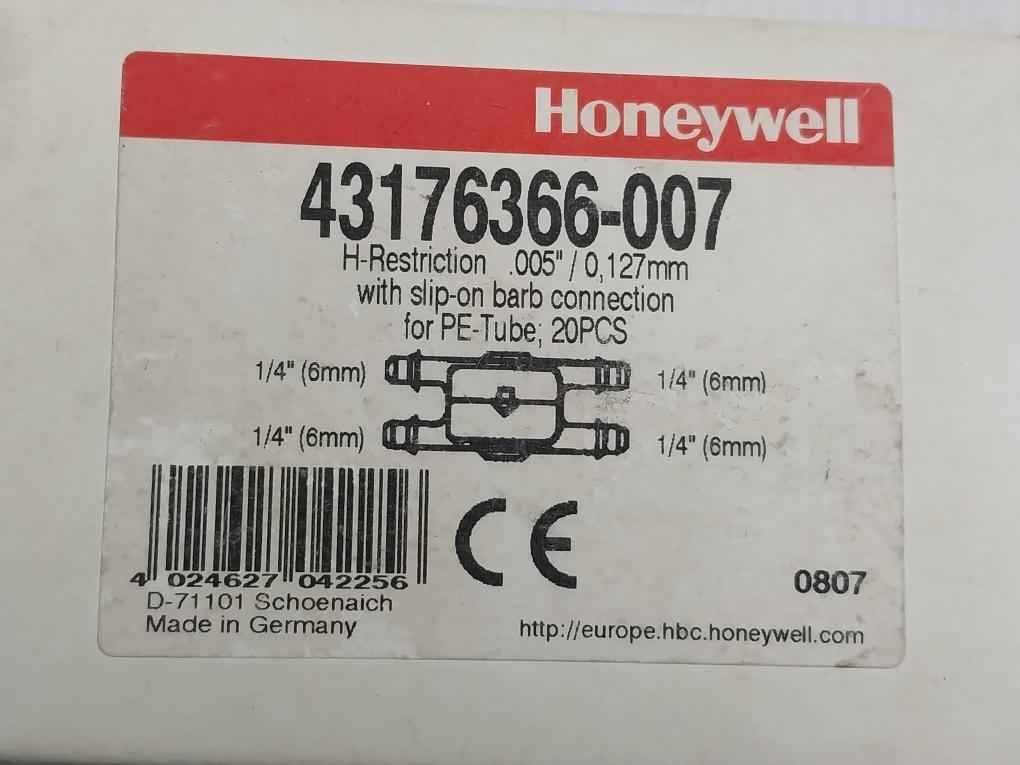 Honeywell
43176366-007
H-Restriction .005" / 0,127mm
with slip-on barb connection
for PE-Tube; 20PCS
1/4" (6mm) 1/4" (6mm)
1/4" (6mm) 1/4" (6mm)
4 024627 042256
D-71101 Schoenaich
Made in Germany
CE
0807
http://europe.hbc.honeywell.com